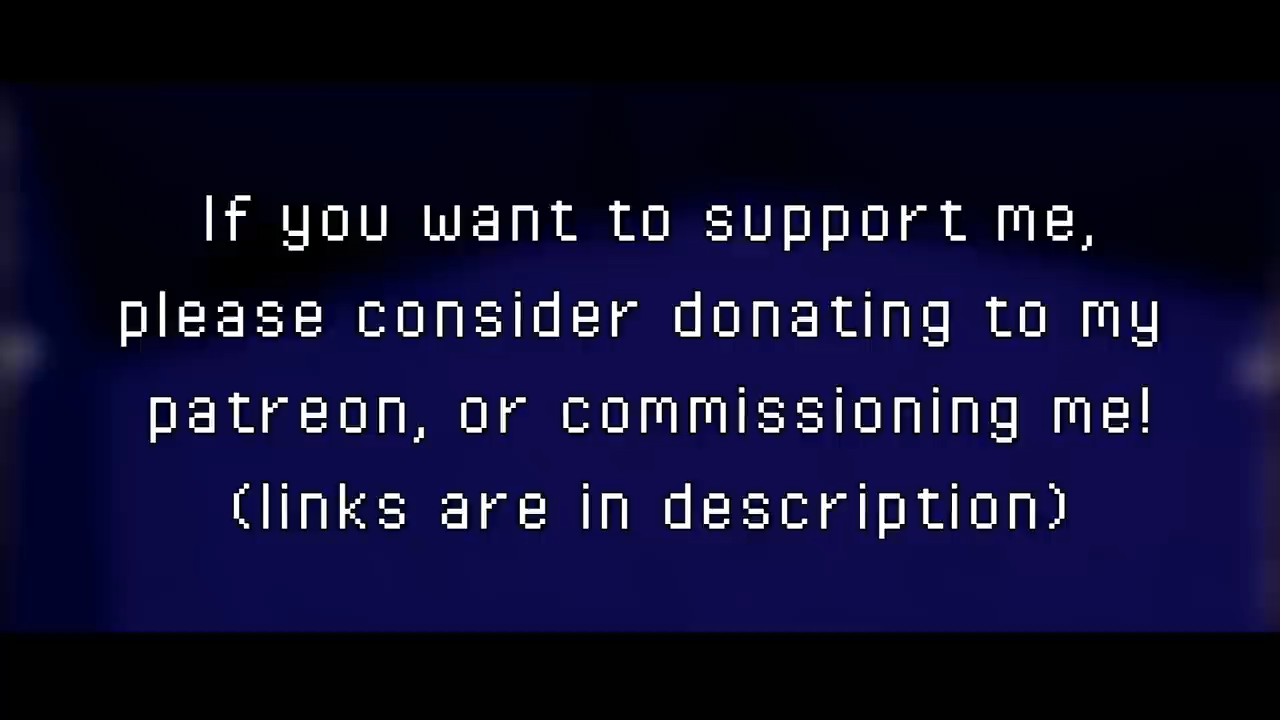 If you want to support me,
please consider donating to my
patreon, or commissioning me!
(links are in description)